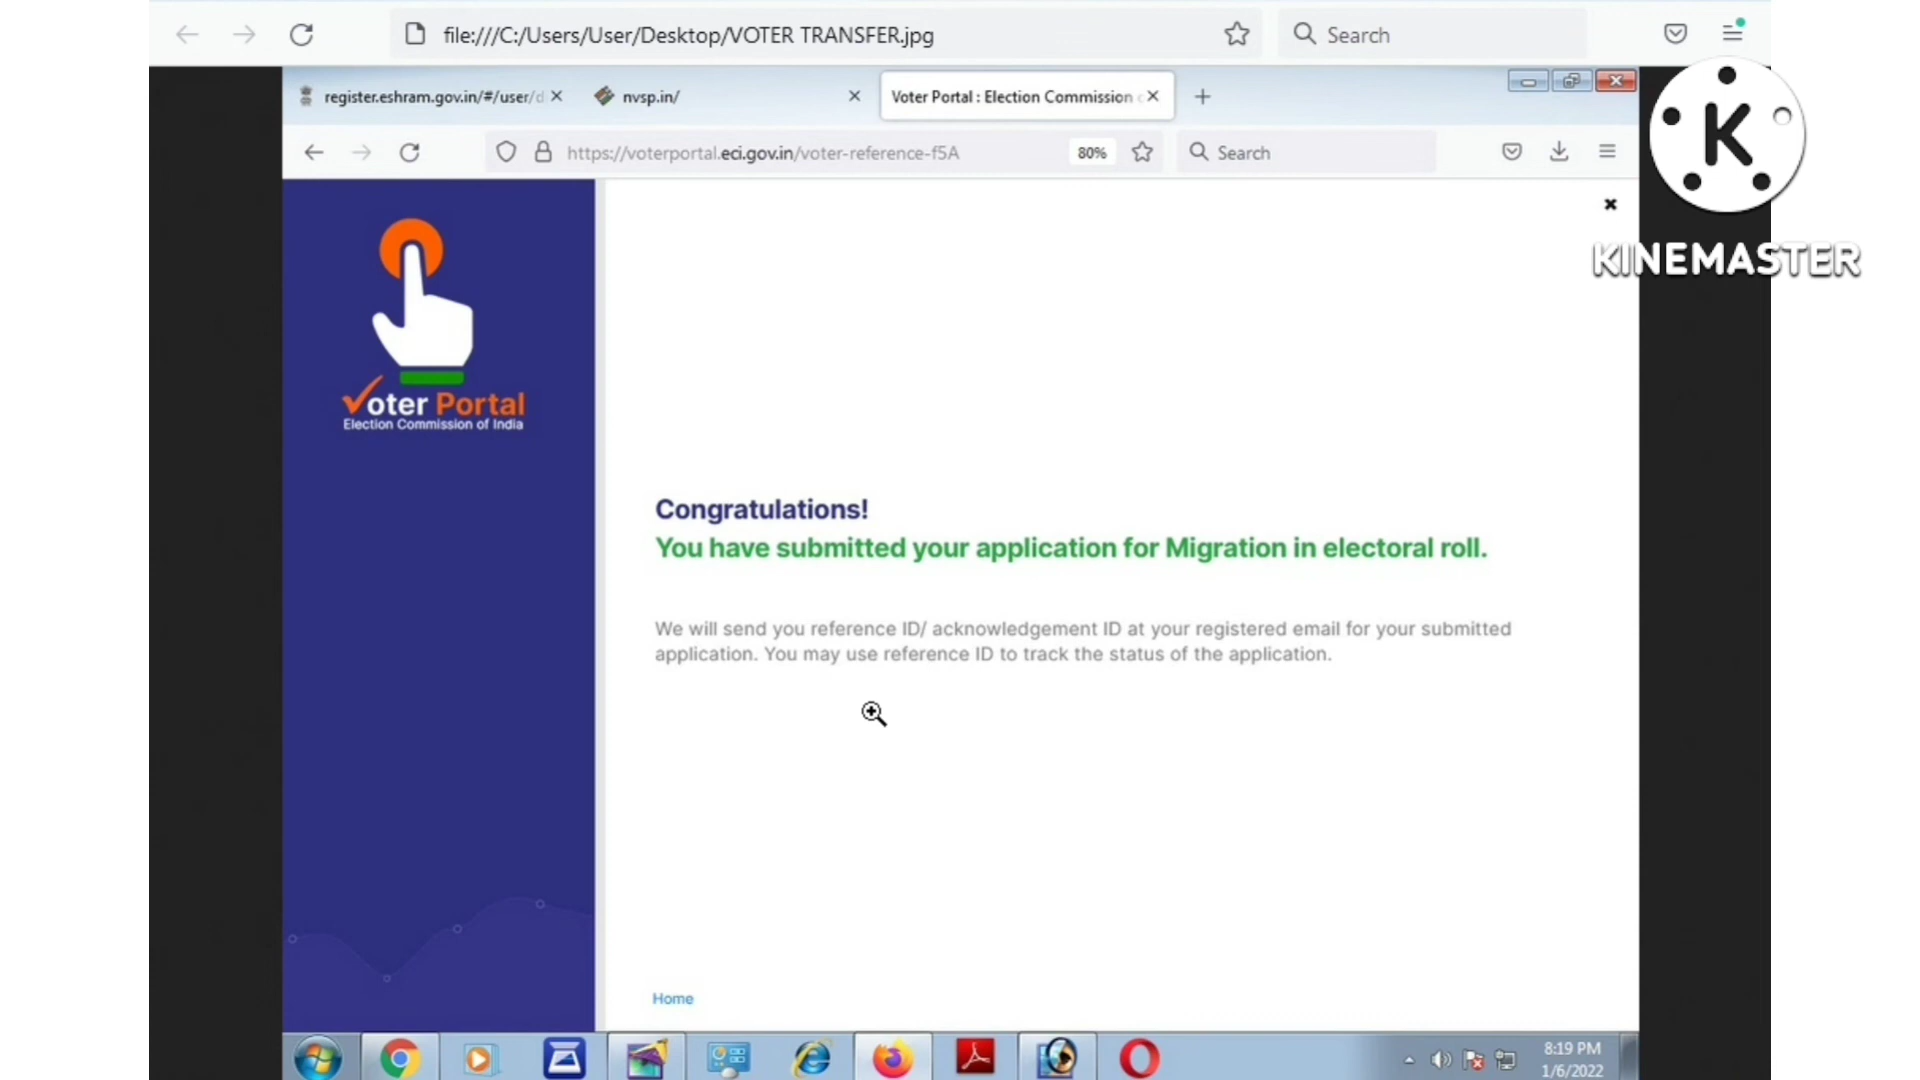 file:///C:/Users/User/Desktop/VOTER TRANSFER.jpg
Search
register.eshram.gov.in/#/user/d
nvsp.in/
Voter Portal : Election Commission
https://voterportal.eci.gov.in/voter-reference-f5A
80%
Search
K
KINEMASTER
Voter Portal
Election Commission of India
Congratulations!
You have submitted your application for Migration in electoral roll.
We will send you reference ID/ acknowledgement ID at your registered email for your submitted
application. You may use reference ID to track the status of the application.
Home
8:19 PM
1/6/2022